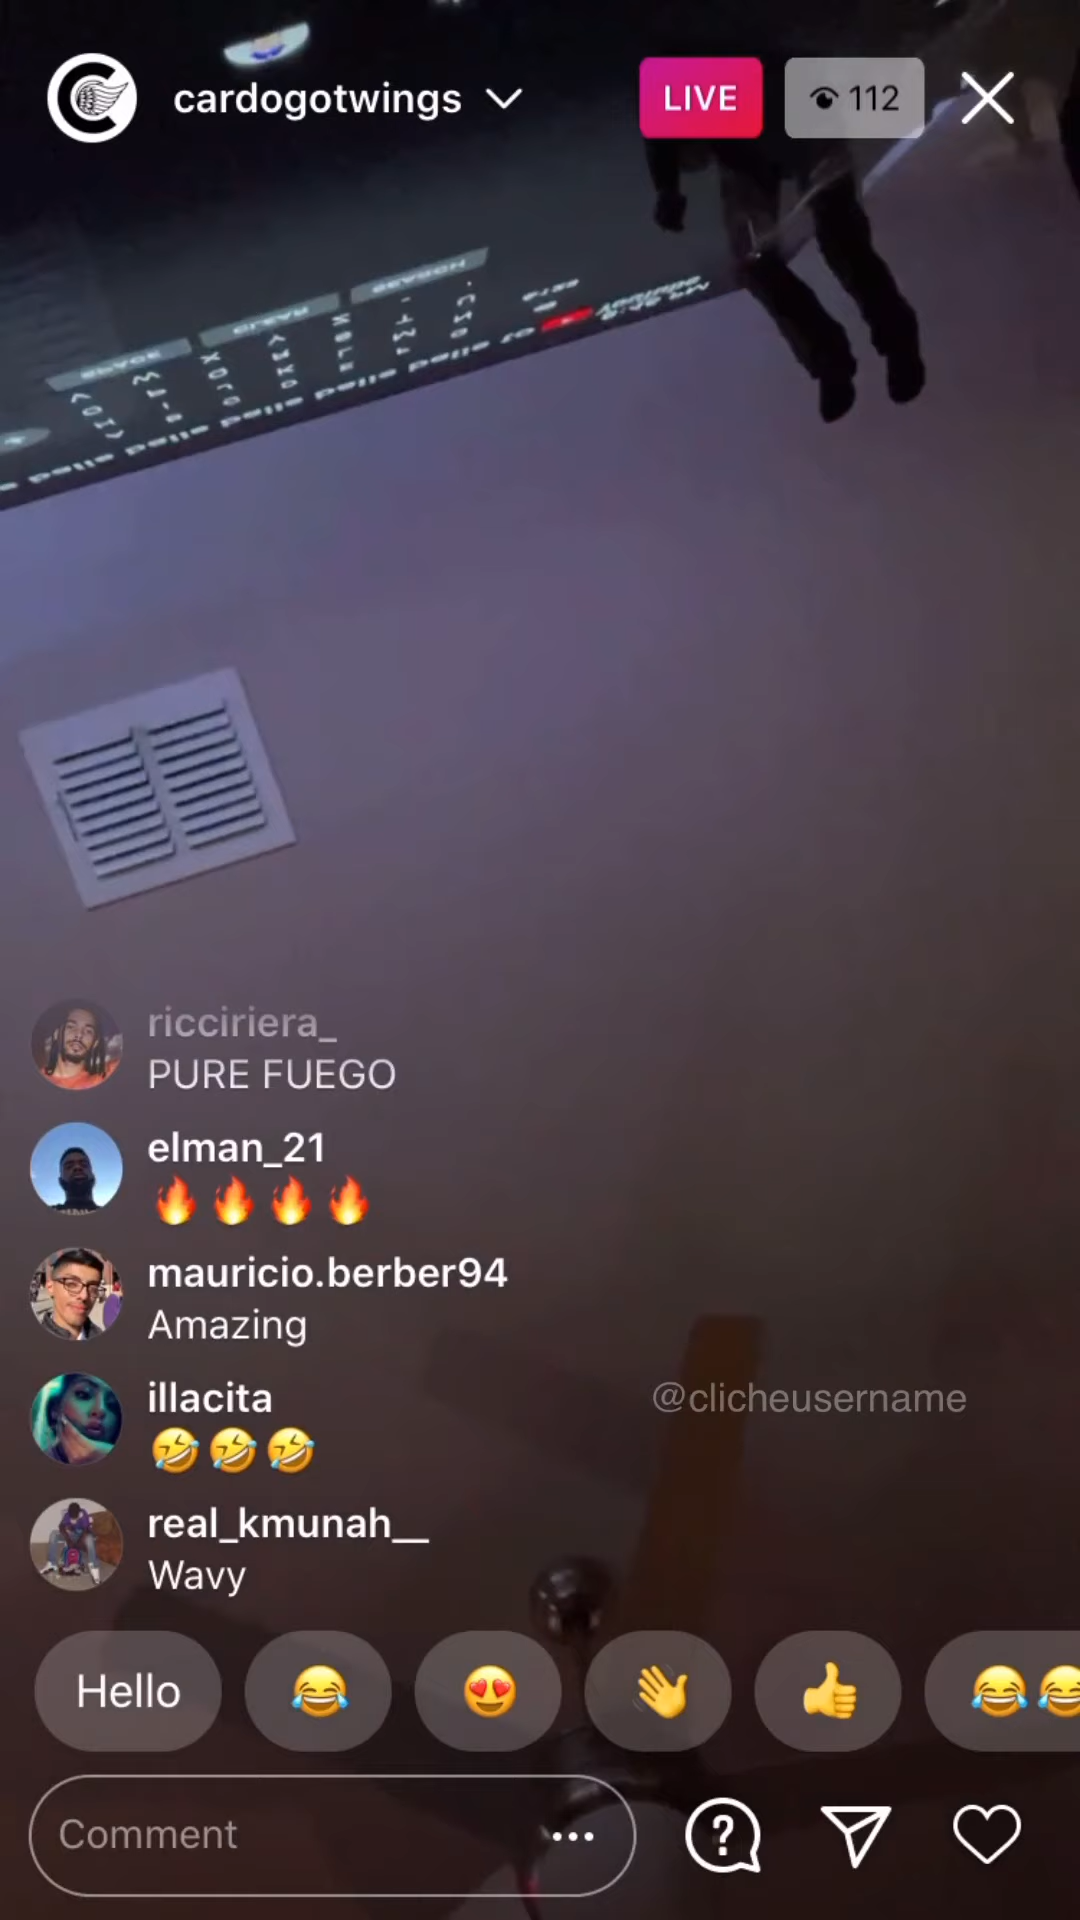 cardogotwings
LIVE
112
ricciriera_
PURE FUEGO
elman_21
🔥🔥🔥🔥
mauricio.berber94
Amazing
illacita
🤣🤣🤣
@clicheusername
real_kmunah__
Wavy
Hello 😂 😍 👋 👍 😂😂
Comment